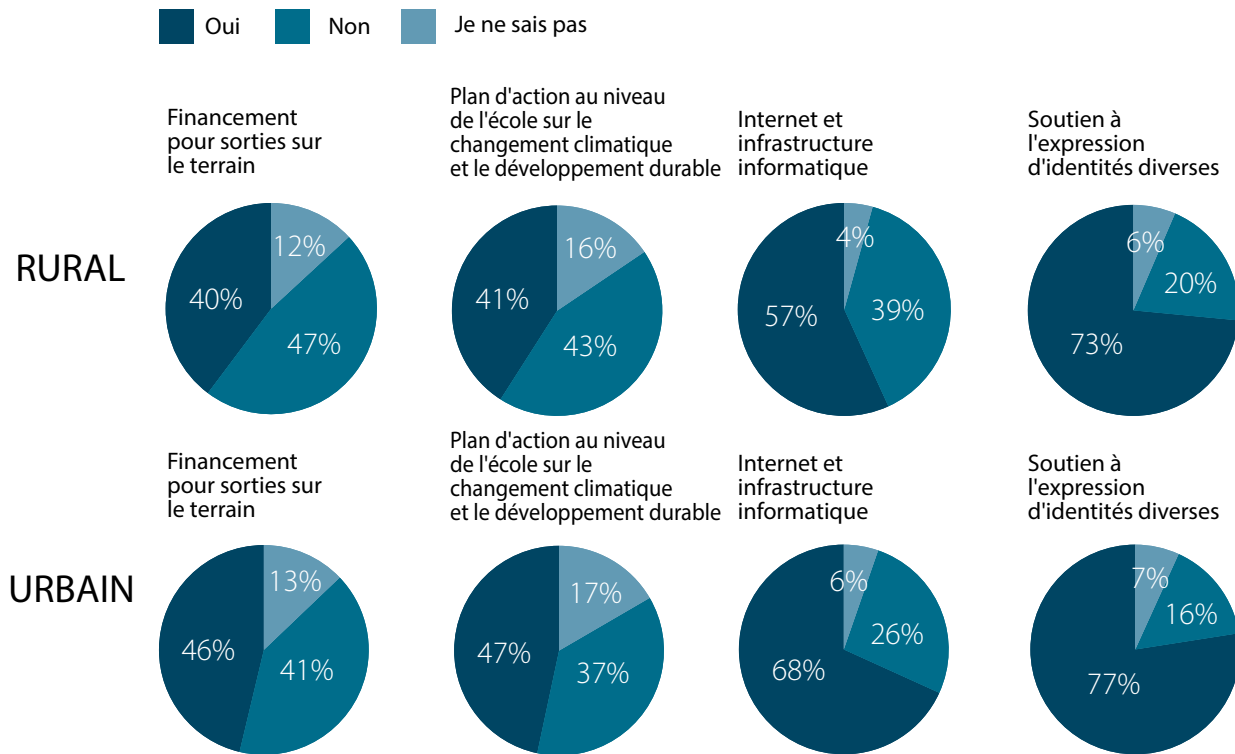 Oui Non Je ne sais pas
Financement
pour sorties sur
le terrain
Plan d'action au niveau
de l'école sur le
changement climatique
et le développement durable
Internet et
infrastructure
informatique
Soutien à
l'expression
d'identités diverses
RURAL
12%
40%
47%
16%
41%
43%
4%
57%
39%
6%
20%
73%
Financement
pour sorties sur
le terrain
Plan d'action au niveau
de l'école sur le
changement climatique
et le développement durable
Internet et
infrastructure
informatique
Soutien à
l'expression
d'identités diverses
URBAIN
13%
46%
41%
17%
47%
37%
6%
26%
68%
7%
16%
77%